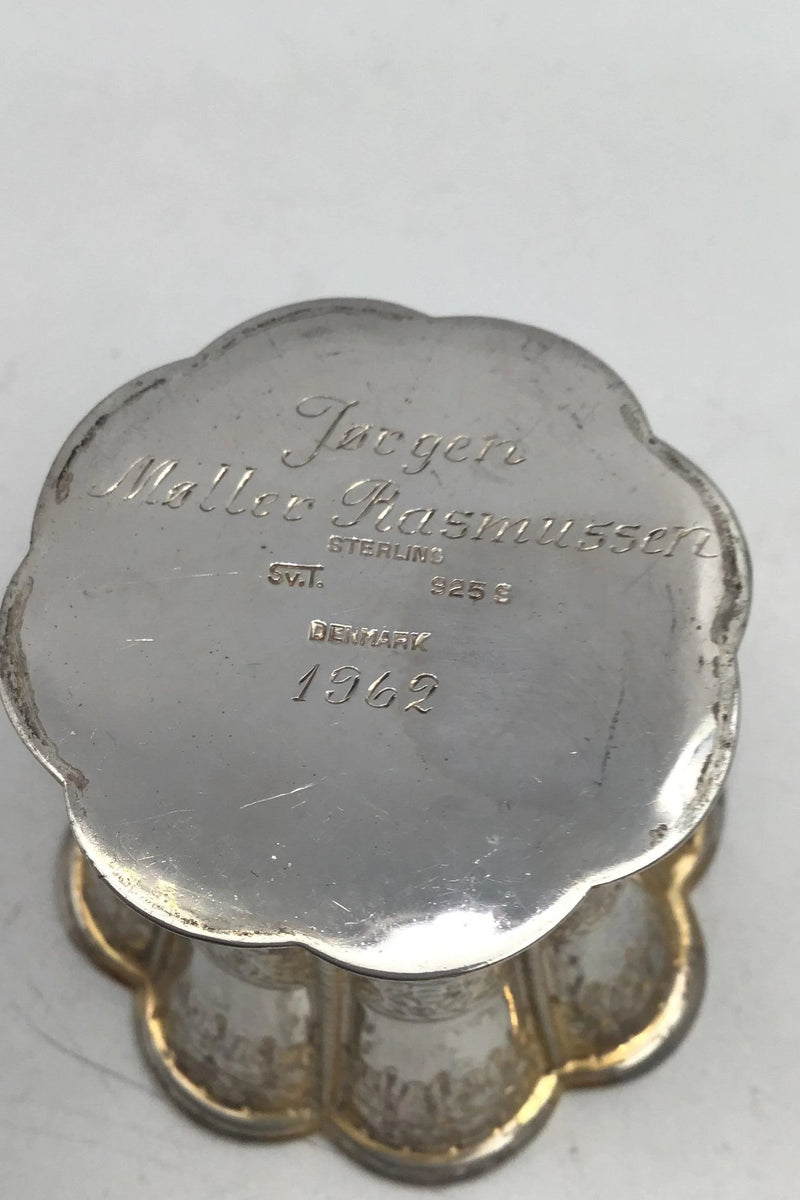 Jørgen
Møller Rasmussen
STERLING
Sv.T. 925 S
DENMARK
1962